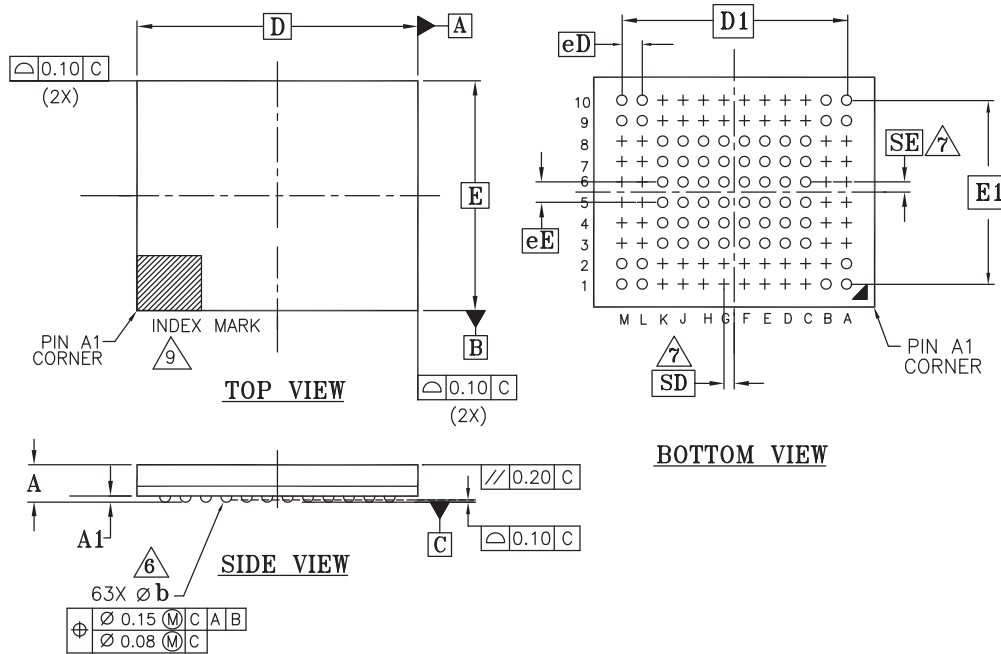 D
A
⌓ 0.10 C
(2X)
E
INDEX MARK
PIN A1
CORNER
9
B
TOP VIEW
⌓ 0.10 C
(2X)
D1
eD
10
9
8
7
6
5
4
3
2
1
SE 7
E1
eE
M L K J H G F E D C B A
7
SD
PIN A1
CORNER
BOTTOM VIEW
A
A1
// 0.20 C
⌓ 0.10 C
C
SIDE VIEW
6
63X Ø b
⌖ Ø 0.15 Ⓜ C A B
Ø 0.08 Ⓜ C